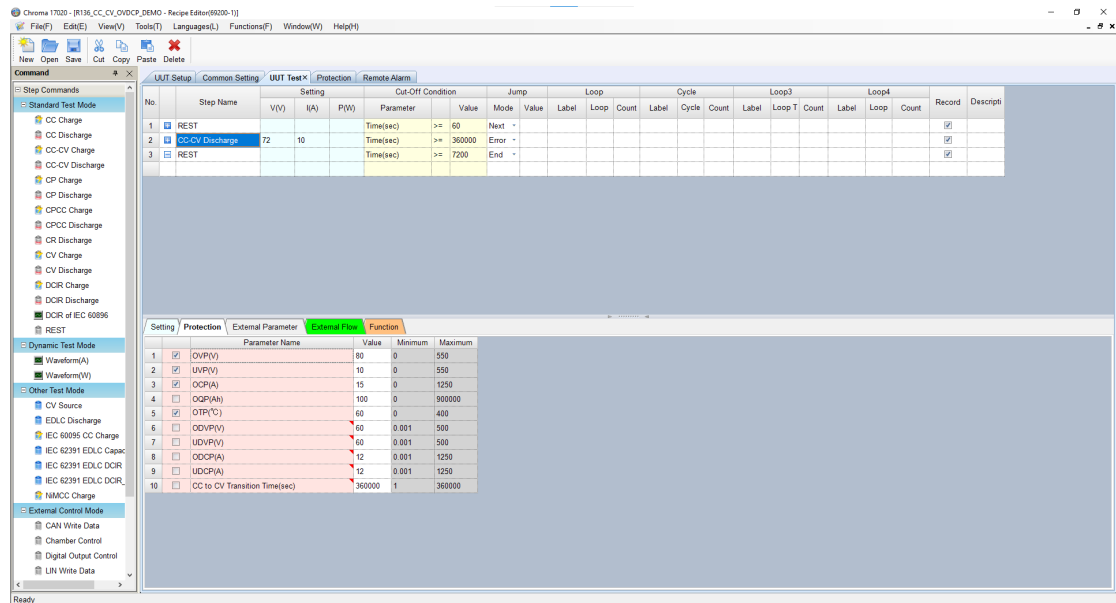 Chroma 17020 - [R136_CC_CV_OVDCP_DEMO - Recipe Editor(69200-1)]
File(F) Edit(E) View(V) Tools(T) Languages(L) Functions(F) Window(W) Help(H)
New Open Save Cut Copy Paste Delete
Command
UUT Setup Common Setting UUT Test Protection Remote Alarm
Step Commands
Standard Test Mode
CC Charge
CC Discharge
CC-CV Charge
CC-CV Discharge
CP Charge
CP Discharge
CPCC Charge
CPCC Discharge
CR Discharge
CV Charge
CV Discharge
DCIR Charge
DCIR Discharge
DCIR of IEC 60896
REST
Dynamic Test Mode
Waveform(A)
Waveform(W)
Other Test Mode
CV Source
EDLC Discharge
IEC 60095 CC Charge
IEC 62391 EDLC Capac
IEC 62391 EDLC DCIR
IEC 62391 EDLC DCIR_
NiMCC Charge
External Control Mode
CAN Write Data
Chamber Control
Digital Output Control
LIN Write Data
Setting Cut-Off Condition Jump Loop Cycle Loop3 Loop4
No. Step Name V(V) I(A) P(W) Parameter Value Mode Value Label Loop Count Label Cycle Count Label Loop T Count Label Loop Count Record Descripti
1 REST Time(sec) >= 60 Next
2 CC-CV Discharge 72 10 Time(sec) >= 360000 Error
3 REST Time(sec) >= 7200 End
Setting Protection External Parameter External Flow Function
Parameter Name Value Minimum Maximum
1 OVP(V) 80 0 550
2 UVP(V) 10 0 550
3 OCP(A) 15 0 1250
4 OQP(Ah) 100 0 900000
5 OTP(℃) 60 0 400
6 ODVP(V) 60 0.001 500
7 UDVP(V) 60 0.001 500
8 ODCP(A) 12 0.001 1250
9 UDCP(A) 12 0.001 1250
10 CC to CV Transition Time(sec) 360000 1 360000
Ready